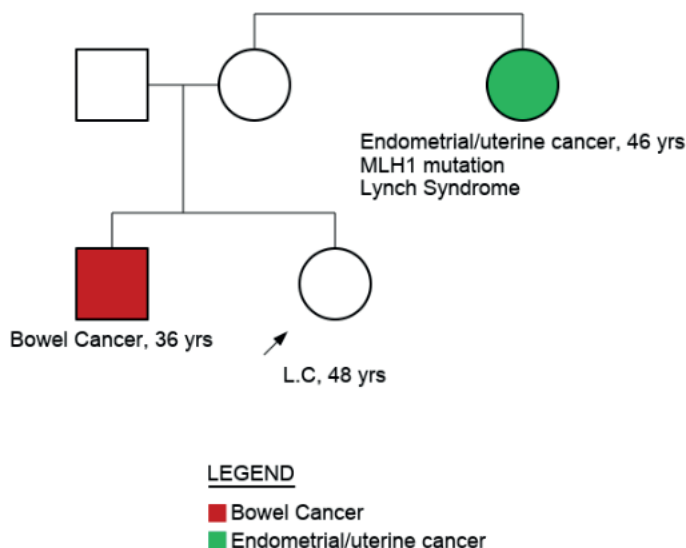 Endometrial/uterine cancer, 46 yrs
MLH1 mutation
Lynch Syndrome
Bowel Cancer, 36 yrs
L.C, 48 yrs
LEGEND
Bowel Cancer
Endometrial/uterine cancer